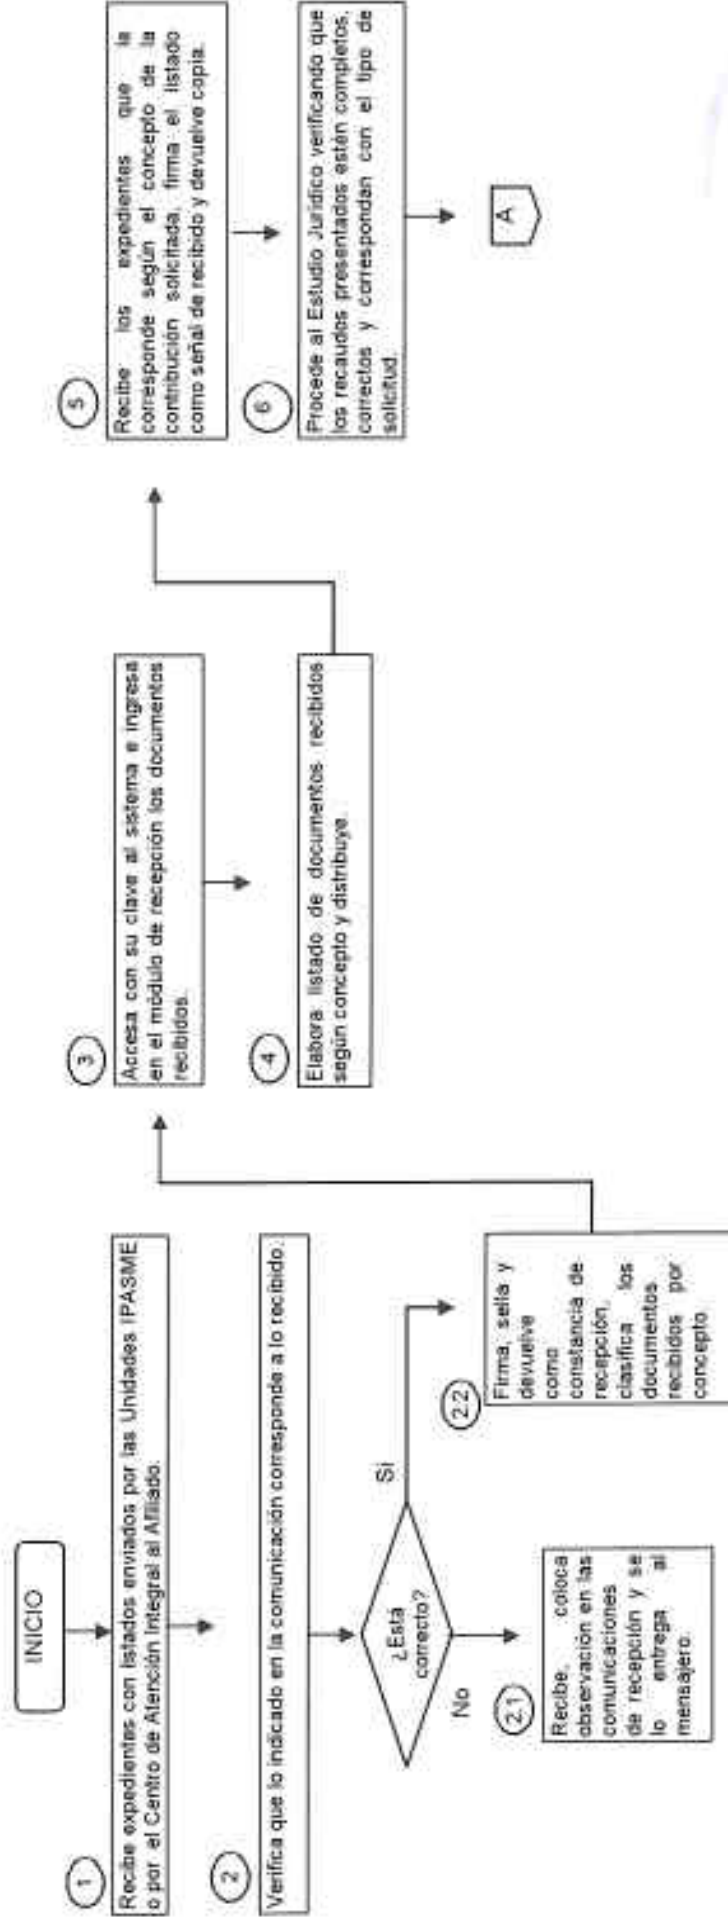 INICIO
1
Recibe expedientes con listados enviados por las Unidades IPASME
o por el Centro de Atención Integral al Afiliado.
2
Verifica que lo indicado en la comunicación corresponde a lo recibido.
¿Está
correcto?
No
Si
2.1
Recibe, coloca
observación en las
comunicaciones
de recepción y se
lo entrega al
mensajero.
2.2
Firma, sella y
devuelve
como
constancia de
recepción,
clasifica los
documentos
recibidos por
concepto.
3
Accesa con su clave al sistema e ingresa
en el módulo de recepción los documentos
recibidos.
4
Elabora listado de documentos recibidos
según concepto y distribuye.
5
Recibe los expedientes que la
corresponde según el concepto de la
contribución solicitada, firma el listado
como señal de recibido y devuelve copia.
6
Procede al Estudio Jurídico verificando que
los recaudos presentados estén completos,
correctos y correspondan con el tipo de
solicitud.
A